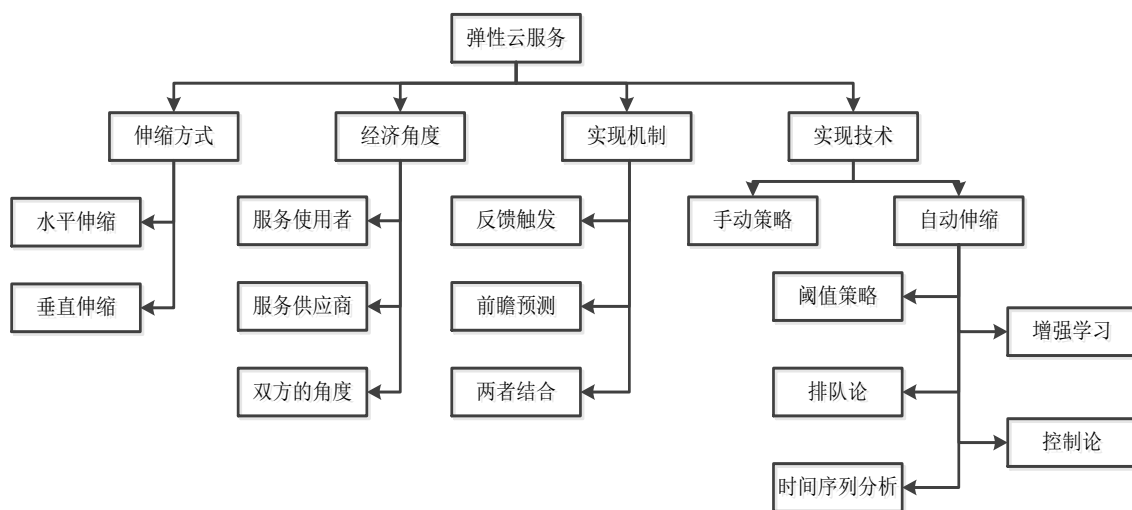 弹性云服务
伸缩方式
经济角度
实现机制
实现技术
水平伸缩
服务使用者
反馈触发
手动策略
自动伸缩
垂直伸缩
服务供应商
前瞻预测
阈值策略
增强学习
双方的角度
两者结合
排队论
控制论
时间序列分析